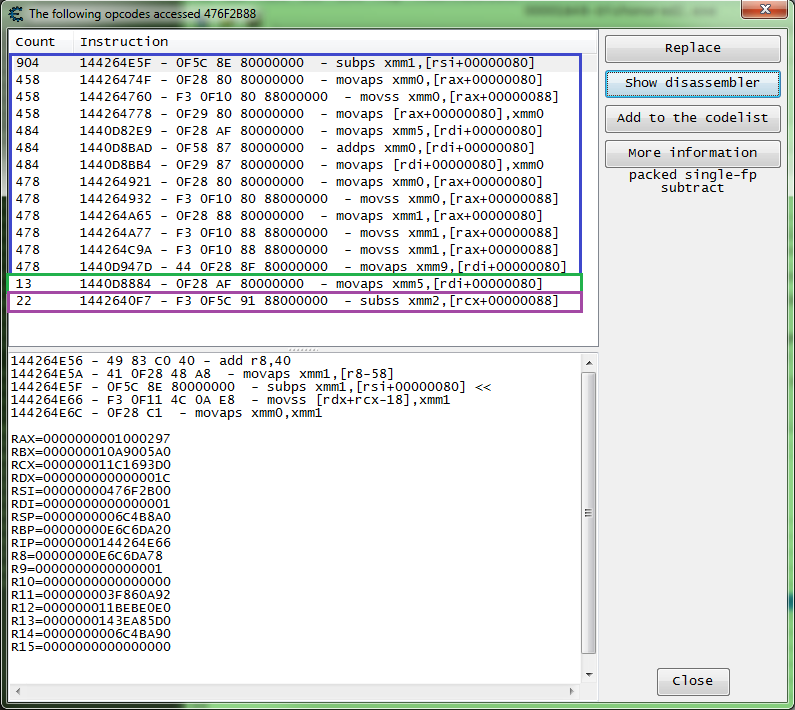 The following opcodes accessed 476F2B88
Count Instruction
904 144264E5F - 0F5C 8E 80000000 - subps xmm1,[rsi+00000080]
458 14426474F - 0F28 80 80000000 - movaps xmm0,[rax+00000080]
458 144264760 - F3 0F10 80 88000000 - movss xmm0,[rax+00000088]
458 144264778 - 0F29 80 80000000 - movaps [rax+00000080],xmm0
484 1440D82E9 - 0F28 AF 80000000 - movaps xmm5,[rdi+00000080]
484 1440D8BAD - 0F58 87 80000000 - addps xmm0,[rdi+00000080]
484 1440D8BB4 - 0F29 87 80000000 - movaps [rdi+00000080],xmm0
478 144264921 - 0F28 80 80000000 - movaps xmm0,[rax+00000080]
478 144264932 - F3 0F10 80 88000000 - movss xmm0,[rax+00000088]
478 144264A65 - 0F28 88 80000000 - movaps xmm1,[rax+00000080]
478 144264A77 - F3 0F10 88 88000000 - movss xmm1,[rax+00000088]
478 144264C9A - F3 0F10 88 88000000 - movss xmm1,[rax+00000088]
478 1440D947D - 44 0F28 8F 80000000 - movaps xmm9,[rdi+00000080]
13 1440D8884 - 0F28 AF 80000000 - movaps xmm5,[rdi+00000080]
22 1442640F7 - F3 0F5C 91 88000000 - subss xmm2,[rcx+00000088]
Replace
Show disassembler
Add to the codelist
More information
packed single-fp
subtract
144264E56 - 49 83 C0 40 - add r8,40
144264E5A - 41 0F28 48 A8 - movaps xmm1,[r8-58]
144264E5F - 0F5C 8E 80000000 - subps xmm1,[rsi+00000080] <<
144264E66 - F3 0F11 4C 0A E8 - movss [rdx+rcx-18],xmm1
144264E6C - 0F28 C1 - movaps xmm0,xmm1
RAX=0000000001000297
RBX=000000010A9005A0
RCX=000000011C1693D0
RDX=000000000000001C
RSI=00000000476F2B00
RDI=0000000000000001
RSP=0000000006C4B8A0
RBP=00000000E6C6DA20
RIP=0000000144264E66
R8=00000000E6C6DA78
R9=0000000000000001
R10=0000000000000000
R11=000000003F860A92
R12=000000011BEBE0E0
R13=0000000143EA85D0
R14=0000000006C4BA90
R15=0000000000000000
Close